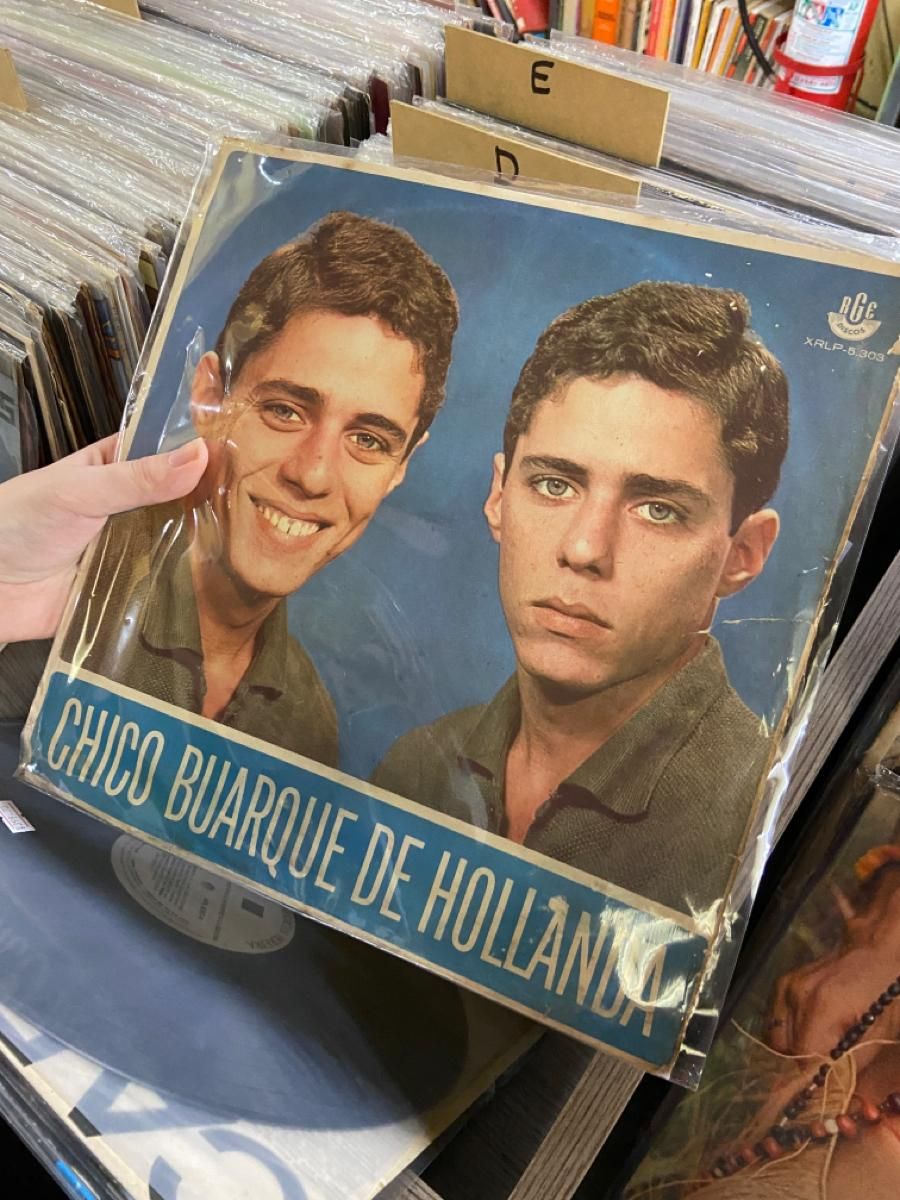 E
D
RGE
DISCOS
XRLP-5.303
CHICO BUARQUE DE HOLLANDA